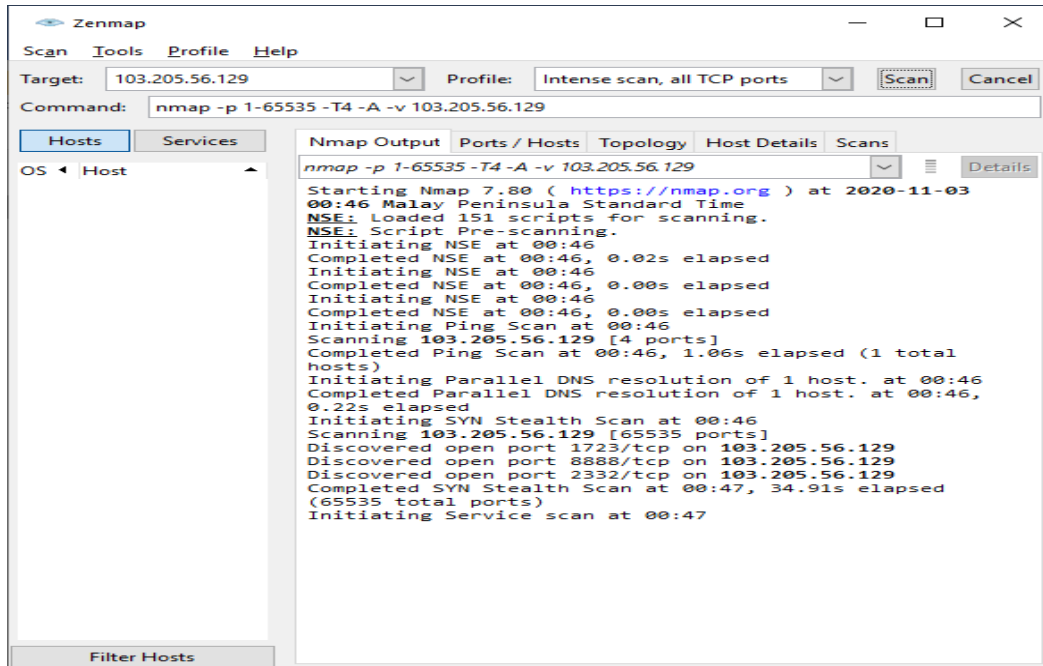 Zenmap
Scan Tools Profile Help
Target: 103.205.56.129 Profile: Intense scan, all TCP ports Scan Cancel
Command: nmap -p 1-65535 -T4 -A -v 103.205.56.129
Hosts Services Nmap Output Ports / Hosts Topology Host Details Scans
OS Host nmap -p 1-65535 -T4 -A -v 103.205.56.129 Details
Starting Nmap 7.80 ( https://nmap.org ) at 2020-11-03
00:46 Malay Peninsula Standard Time
NSE: Loaded 151 scripts for scanning.
NSE: Script Pre-scanning.
Initiating NSE at 00:46
Completed NSE at 00:46, 0.02s elapsed
Initiating NSE at 00:46
Completed NSE at 00:46, 0.00s elapsed
Initiating NSE at 00:46
Completed NSE at 00:46, 0.00s elapsed
Initiating Ping Scan at 00:46
Scanning 103.205.56.129 [4 ports]
Completed Ping Scan at 00:46, 1.06s elapsed (1 total
hosts)
Initiating Parallel DNS resolution of 1 host. at 00:46
Completed Parallel DNS resolution of 1 host. at 00:46,
0.22s elapsed
Initiating SYN Stealth Scan at 00:46
Scanning 103.205.56.129 [65535 ports]
Discovered open port 1723/tcp on 103.205.56.129
Discovered open port 8888/tcp on 103.205.56.129
Discovered open port 2332/tcp on 103.205.56.129
Completed SYN Stealth Scan at 00:47, 34.91s elapsed
(65535 total ports)
Initiating Service scan at 00:47
Filter Hosts